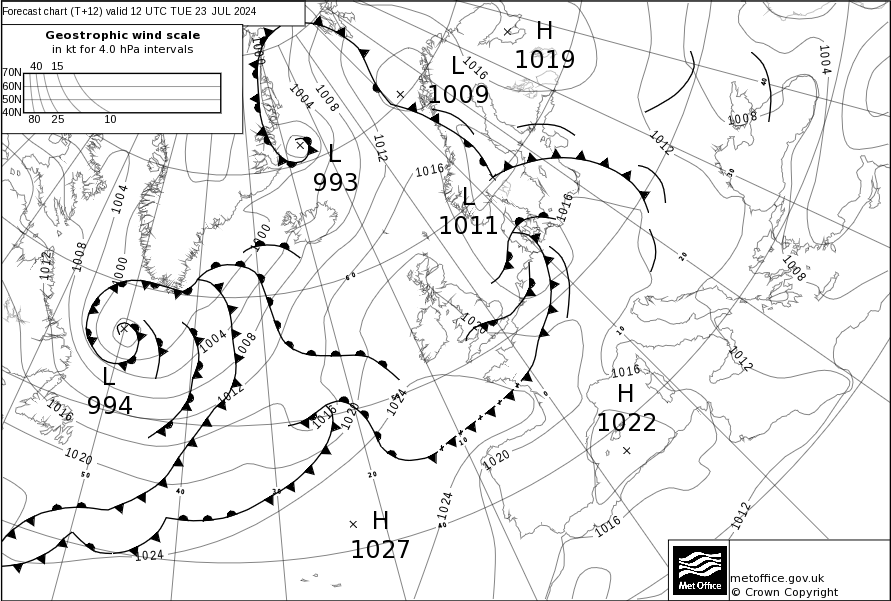 Forecast chart (T+12) valid 12 UTC TUE 23 JUL 2024
Geostrophic wind scale
in kt for 4.0 hPa intervals
40 15
70N
60N
50N
40N
80 25 10
H
1019
L
1009
L
993
L
1011
L
994
H
1022
H
1027
1000
1004
1008
1012
1016
1016
1004
1008
1012
1016
1004
1008
1012
1000
1000
1004
1008
1012
1016
1020
1016
1020
1024
1020
1024
1024
1016
1016
1012
1012
1008
1016
60
50
40
30
20
10
40
0
10
20
30
40
Met Office
metoffice.gov.uk
© Crown Copyright